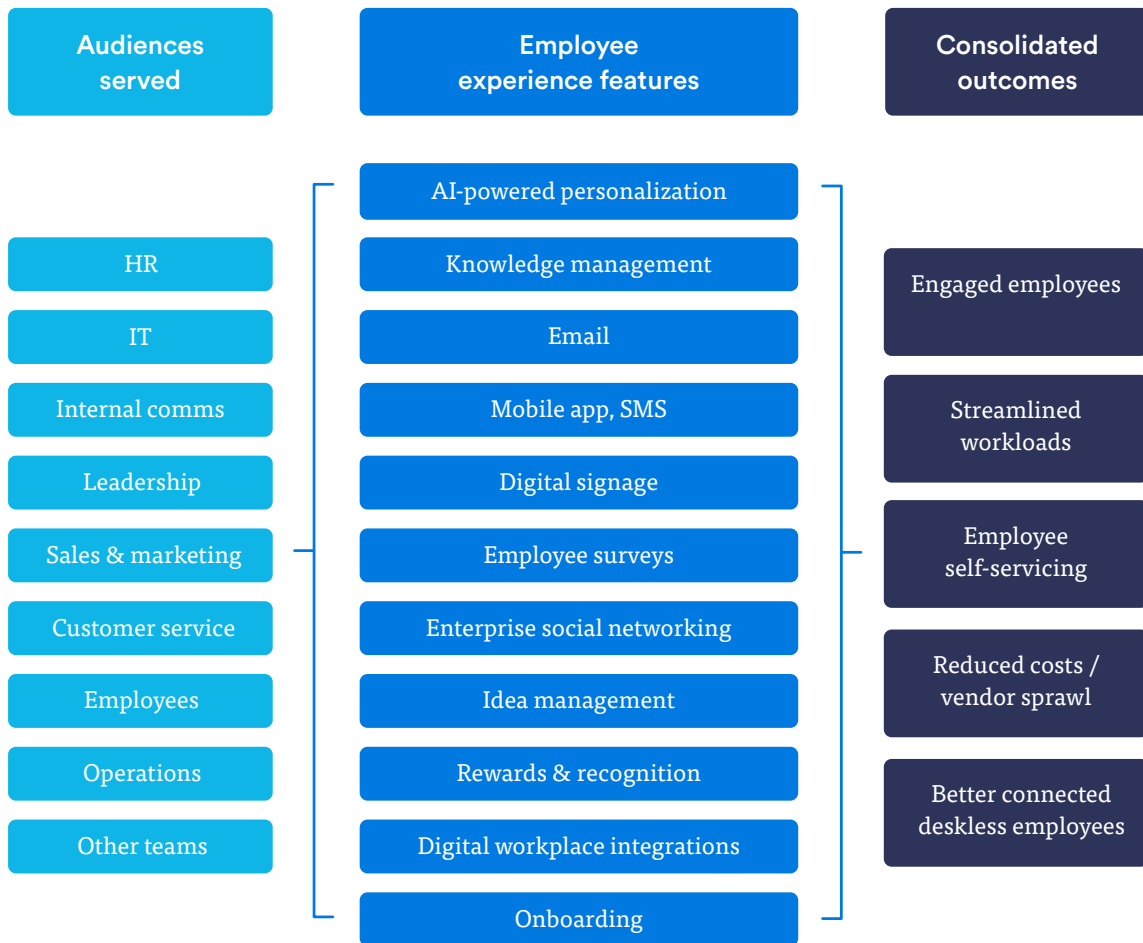 Audiences
served
Employee
experience features
Consolidated
outcomes
HR
IT
Internal comms
Leadership
Sales & marketing
Customer service
Employees
Operations
Other teams
AI-powered personalization
Knowledge management
Email
Mobile app, SMS
Digital signage
Employee surveys
Enterprise social networking
Idea management
Rewards & recognition
Digital workplace integrations
Onboarding
Engaged employees
Streamlined
workloads
Employee
self-servicing
Reduced costs /
vendor sprawl
Better connected
deskless employees